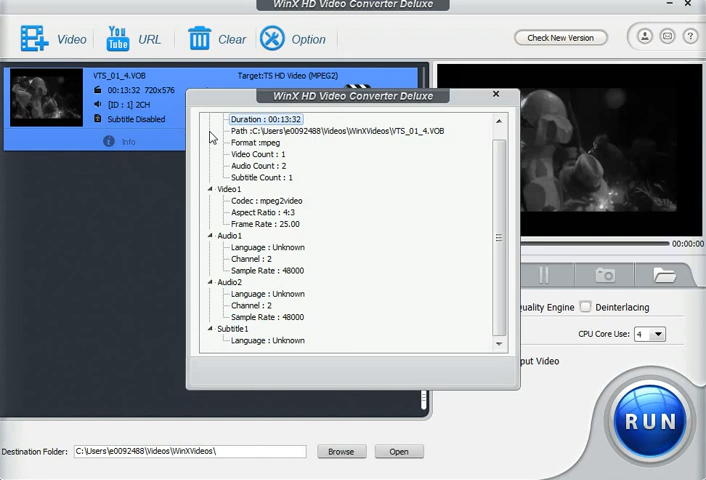 WinX HD Video Converter Deluxe
Video
You Tube URL
Clear
Option
Check New Version
VTS_01_4.VOB
Target:TS HD Video (MPEG2)
00:13:32 720x576
[ID : 1] 2CH
Subtitle Disabled
Info
WinX HD Video Converter Deluxe
Duration : 00:13:32
Path :C:\Users\e0092488\Videos\WinXVideos\VTS_01_4.VOB
Format :mpeg
Video Count : 1
Audio Count : 2
Subtitle Count : 1
Video1
Codec : mpeg2video
Aspect Ratio : 4:3
Frame Rate : 25.00
Audio1
Language : Unknown
Channel : 2
Sample Rate : 48000
Audio2
Language : Unknown
Channel : 2
Sample Rate : 48000
Subtitle1
Language : Unknown
00:00:00
Quality Engine
Deinterlacing
CPU Core Use: 4
put Video
RUN
Destination Folder: C:\Users\e0092488\Videos\WinXVideos\
Browse
Open